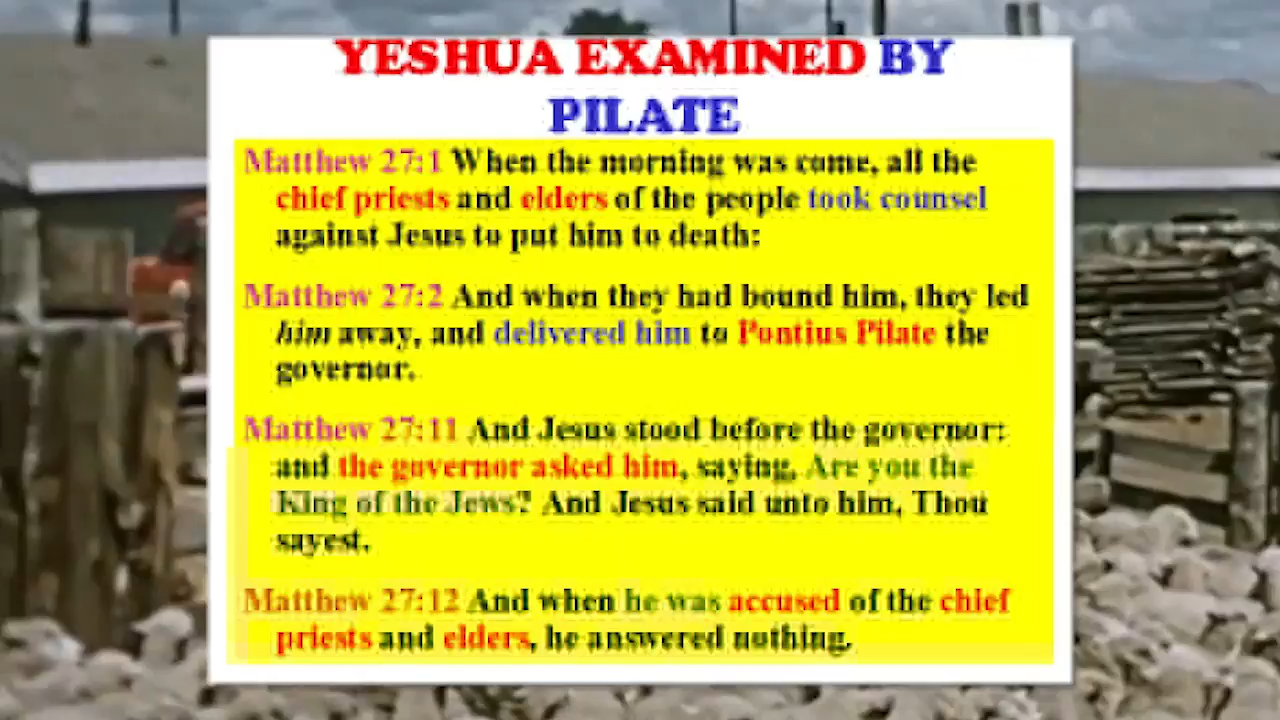 YESHUA EXAMINED BY
PILATE
Matthew 27:1 When the morning was come, all the
chief priests and elders of the people took counsel
against Jesus to put him to death:
Matthew 27:2 And when they had bound him, they led
him away, and delivered him to Pontius Pilate the
governor.
Matthew 27:11 And Jesus stood before the governor:
and the governor asked him, saying, Are you the
King of the Jews? And Jesus said unto him, Thou
sayest.
Matthew 27:12 And when he was accused of the chief
priests and elders, he answered nothing.